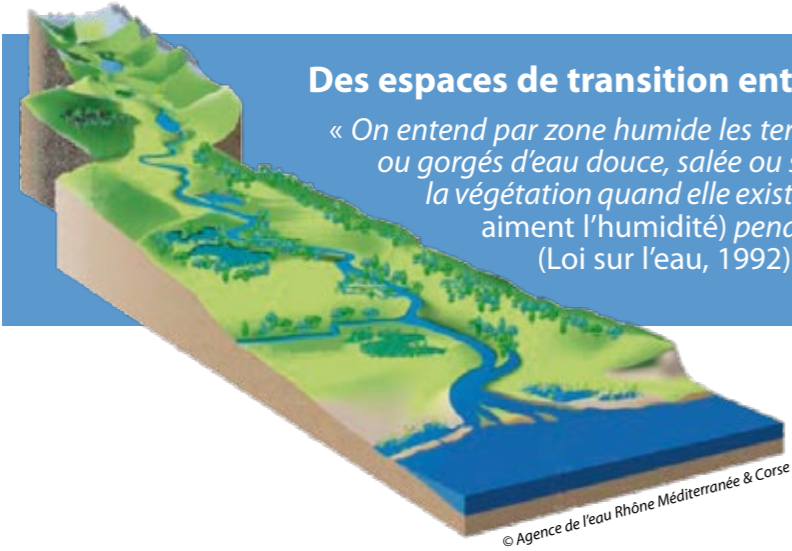 Des espaces de transition ent
« On entend par zone humide les ter
ou gorgés d'eau douce, salée ou s
la végétation quand elle exist
aiment l'humidité) pend
(Loi sur l'eau, 1992)
© Agence de l'eau Rhône Méditerranée & Corse